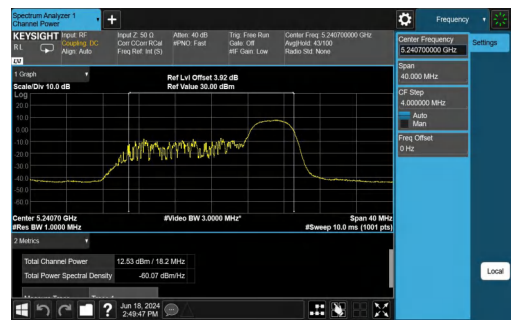 Spectrum Analyzer 1
Channel Power
Frequency
KEYSIGHT
RL
Input: RF
Coupling: DC
Align: Auto
Input Z: 50 Ω
Corr CCorr RCal
Freq Ref: Int (S)
Atten: 40 dB
#PNO: Fast
Trig: Free Run
Gate: Off
#IF Gain: Low
Center Freq: 5.240700000 GHz
Avg|Hold: 43/100
Radio Std: None
LV
Center Frequency
5.240700000 GHz
Settings
Span
40.000 MHz
CF Step
4.000000 MHz
Auto
Man
Freq Offset
0 Hz
Local
1 Graph
Scale/Div 10.0 dB
Ref Lvl Offset 3.92 dB
Ref Value 30.00 dBm
Log
20.0
10.0
0.00
-10.0
-20.0
-30.0
-40.0
-50.0
-60.0
Center 5.24070 GHz
#Res BW 1.0000 MHz
#Video BW 3.0000 MHz*
Span 40 MHz
#Sweep 10.0 ms (1001 pts)
2 Metrics
Total Channel Power 12.53 dBm / 18.2 MHz
Total Power Spectral Density -60.07 dBm/Hz
?
Jun 18, 2024
2:49:47 PM